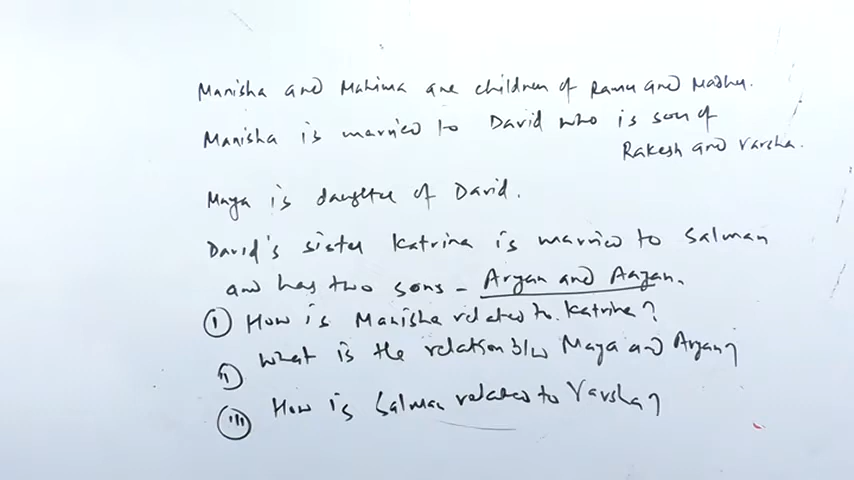 Manisha and Mahima are children of Ramu and Madhu.
Manisha is married to David who is son of
Rakesh and Varsha.
Maya is daughter of David.
David's sister Katrina is married to Salman
and has two sons - Aryan and Aayan.
(I) How is Manisha related to Katrina?
(II) What is the relation b/w Maya and Aryan?
(III) How is Salman related to Varsha?